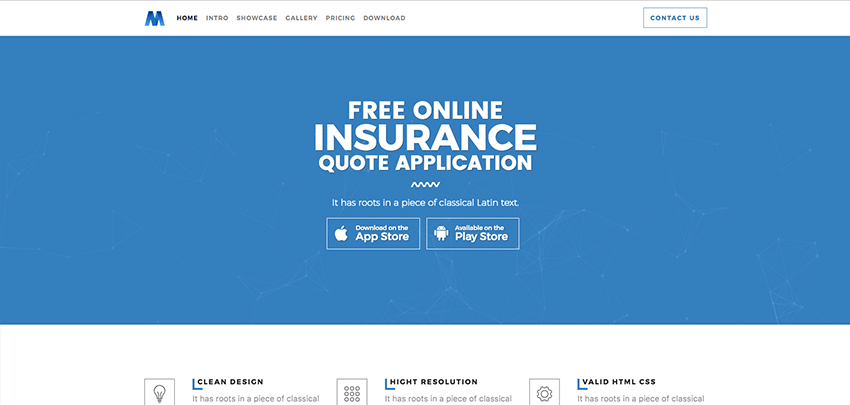 HOME INTRO SHOWCASE GALLERY PRICING DOWNLOAD CONTACT US
FREE ONLINE
INSURANCE
QUOTE APPLICATION
It has roots in a piece of classical Latin text.
Download on the
App Store
Available on the
Play Store
CLEAN DESIGN
It has roots in a piece of classical
HIGHT RESOLUTION
It has roots in a piece of classical
VALID HTML CSS
It has roots in a piece of classical